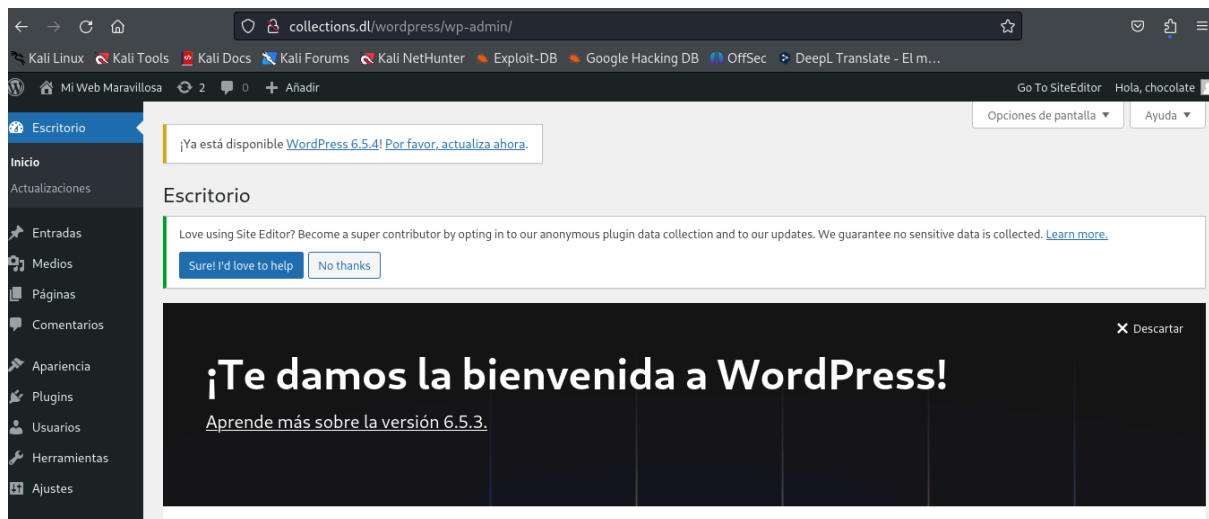 collections.dl/wordpress/wp-admin/
Kali Linux Kali Tools Kali Docs Kali Forums Kali NetHunter Exploit-DB Google Hacking DB OffSec DeepL Translate - El m...
Mi Web Maravillosa 2 0 + Añadir Go To SiteEditor Hola, chocolate
Opciones de pantalla ▼ Ayuda ▼
Escritorio
¡Ya está disponible WordPress 6.5.4! Por favor, actualiza ahora.
Inicio
Actualizaciones
Escritorio
Entradas
Medios
Páginas
Comentarios
Apariencia
Plugins
Usuarios
Herramientas
Ajustes
Love using Site Editor? Become a super contributor by opting in to our anonymous plugin data collection and to our updates. We guarantee no sensitive data is collected. Learn more.
Sure! I'd love to help No thanks
Descartar
¡Te damos la bienvenida a WordPress!
Aprende más sobre la versión 6.5.3.